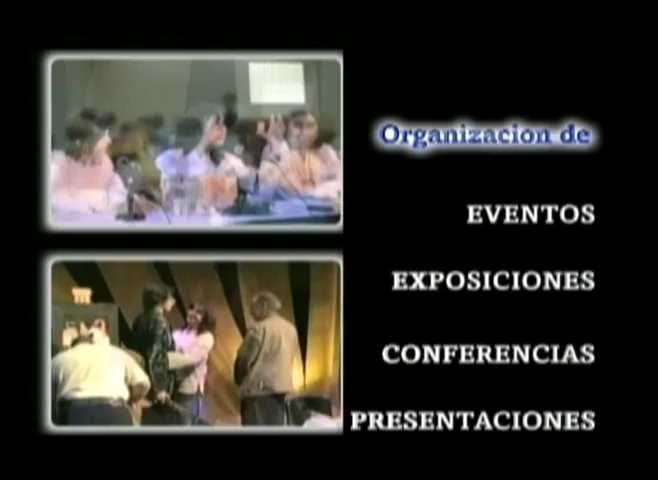 Organizacion de
EVENTOS
EXPOSICIONES
CONFERENCIAS
PRESENTACIONES